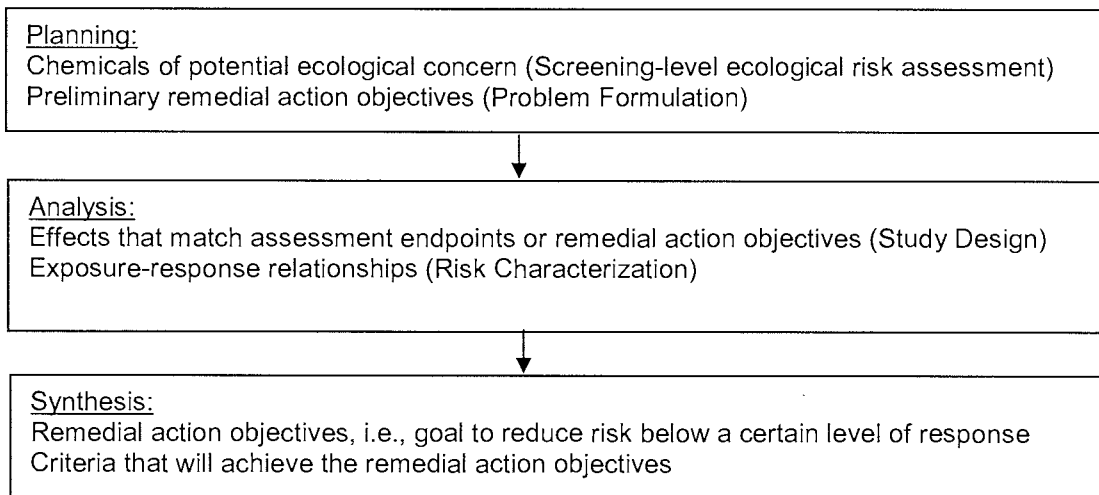 Planning:
Chemicals of potential ecological concern (Screening-level ecological risk assessment)
Preliminary remedial action objectives (Problem Formulation)
Analysis:
Effects that match assessment endpoints or remedial action objectives (Study Design)
Exposure-response relationships (Risk Characterization)
Synthesis:
Remedial action objectives, i.e., goal to reduce risk below a certain level of response
Criteria that will achieve the remedial action objectives